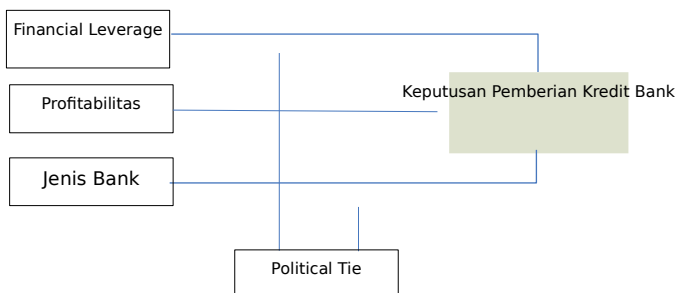 Financial Leverage
Profitabilitas
Keputusan Pemberian Kredit Bank
Jenis Bank
Political Tie